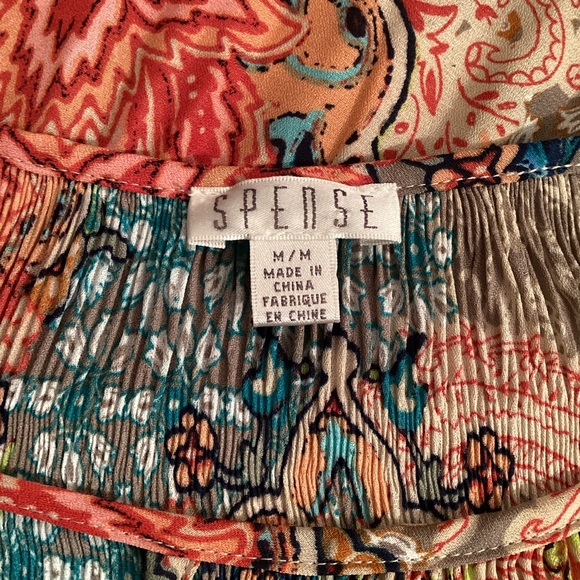 SPENSE
M/M
MADE IN
CHINA
FABRIQUE
EN CHINE